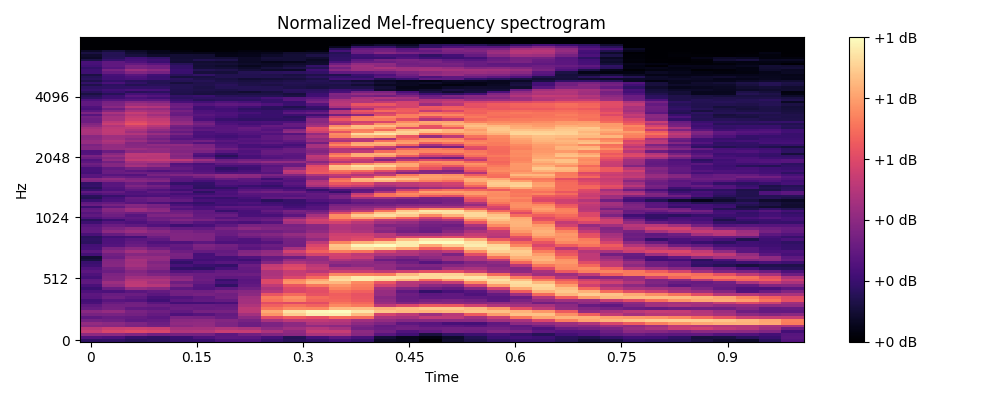 Normalized Mel-frequency spectrogram
Hz
4096
2048
1024
512
0
0 0.15 0.3 0.45 0.6 0.75 0.9
Time
+1 dB
+1 dB
+1 dB
+0 dB
+0 dB
+0 dB